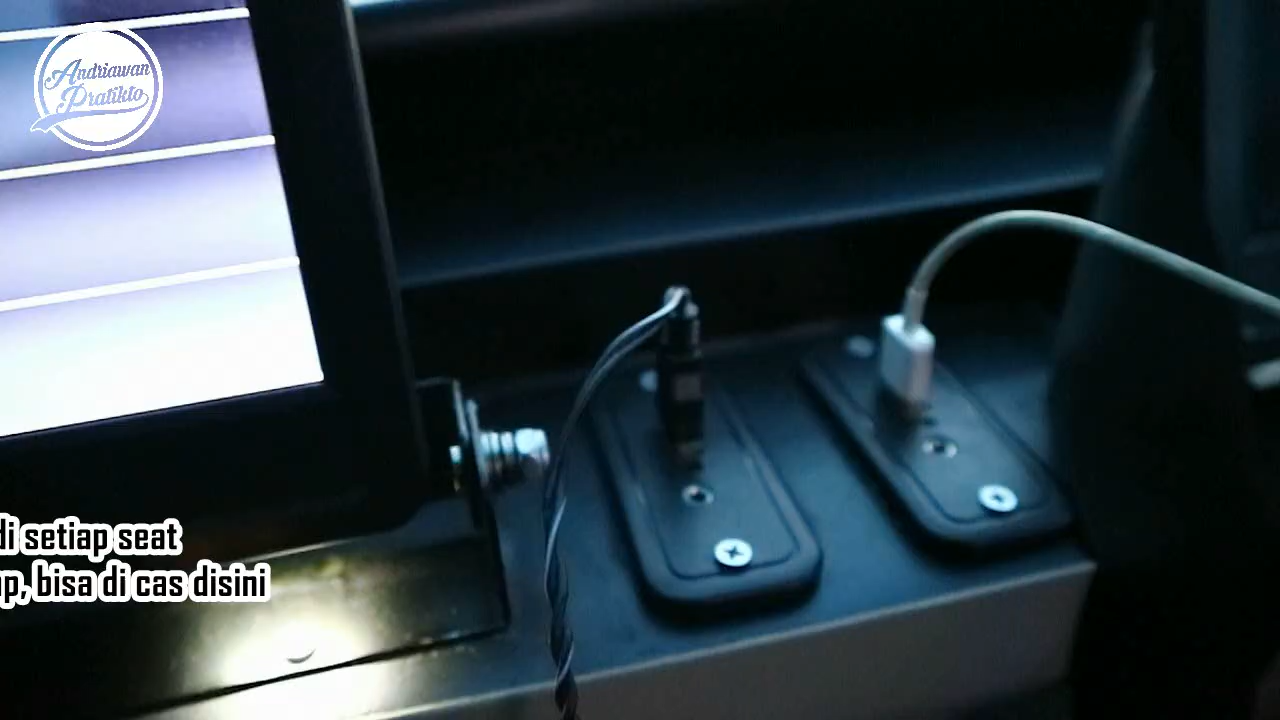 Andriawan
Pratikto
di setiap seat
bisa di cas disini